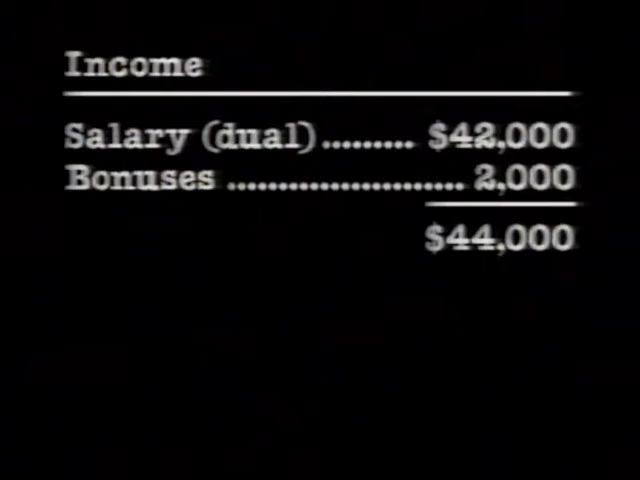 Income
Salary (dual)......... $42,000
Bonuses ....................... 2,000
$44,000